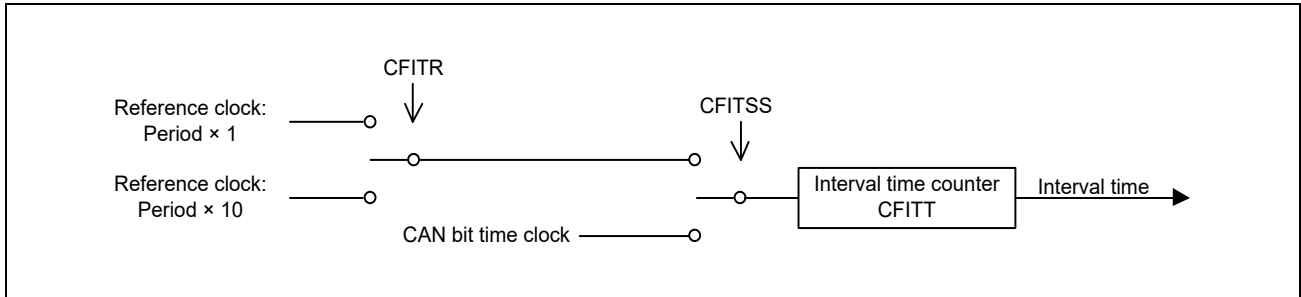 CFITR
Reference clock:
Period × 1
CFITSS
Reference clock:
Period × 10
Interval time counter
CFITT
Interval time
CAN bit time clock